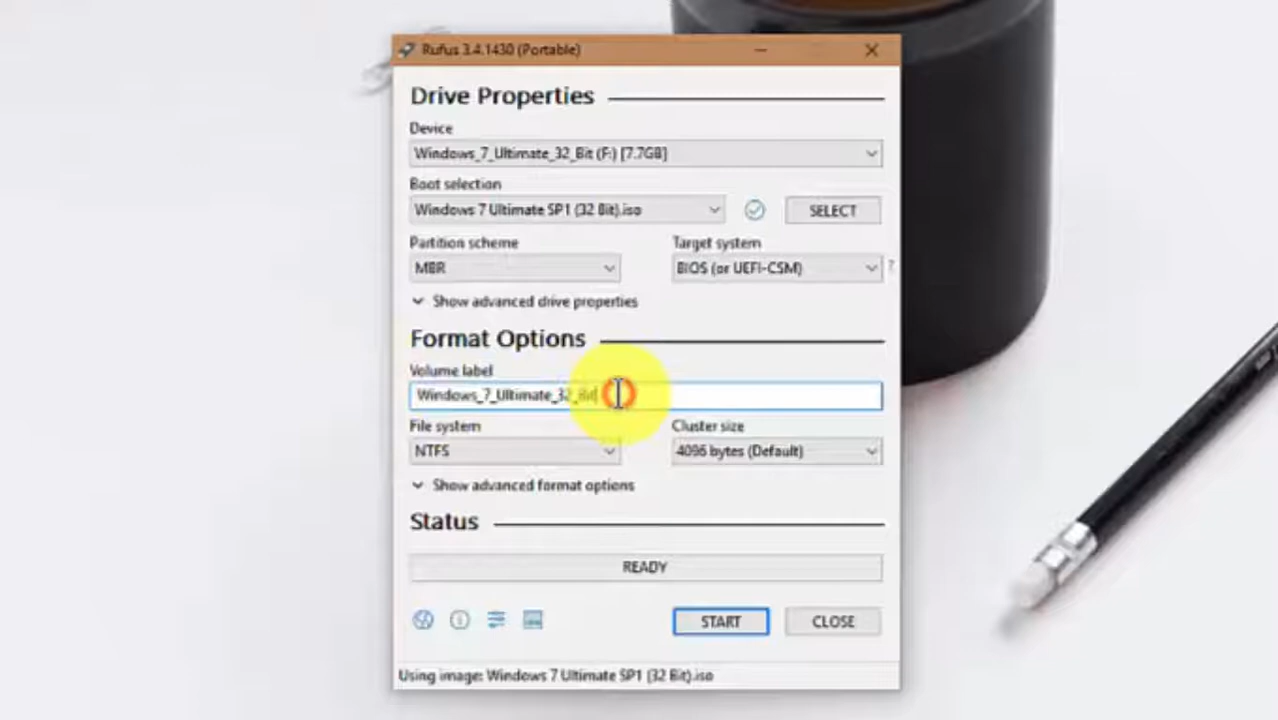 Rufus 3.4.1430 (Portable)
Drive Properties
Device
Windows_7_Ultimate_32_Bit (F:) [7.7GB]
Boot selection
Windows 7 Ultimate SP1 (32 Bit).iso
SELECT
Partition scheme
Target system
MBR
BIOS (or UEFI-CSM)
?
Show advanced drive properties
Format Options
Volume label
Windows_7_Ultimate_32_Bit
File system
Cluster size
NTFS
4096 bytes (Default)
Show advanced format options
Status
READY
START
CLOSE
Using image: Windows 7 Ultimate SP1 (32 Bit).iso